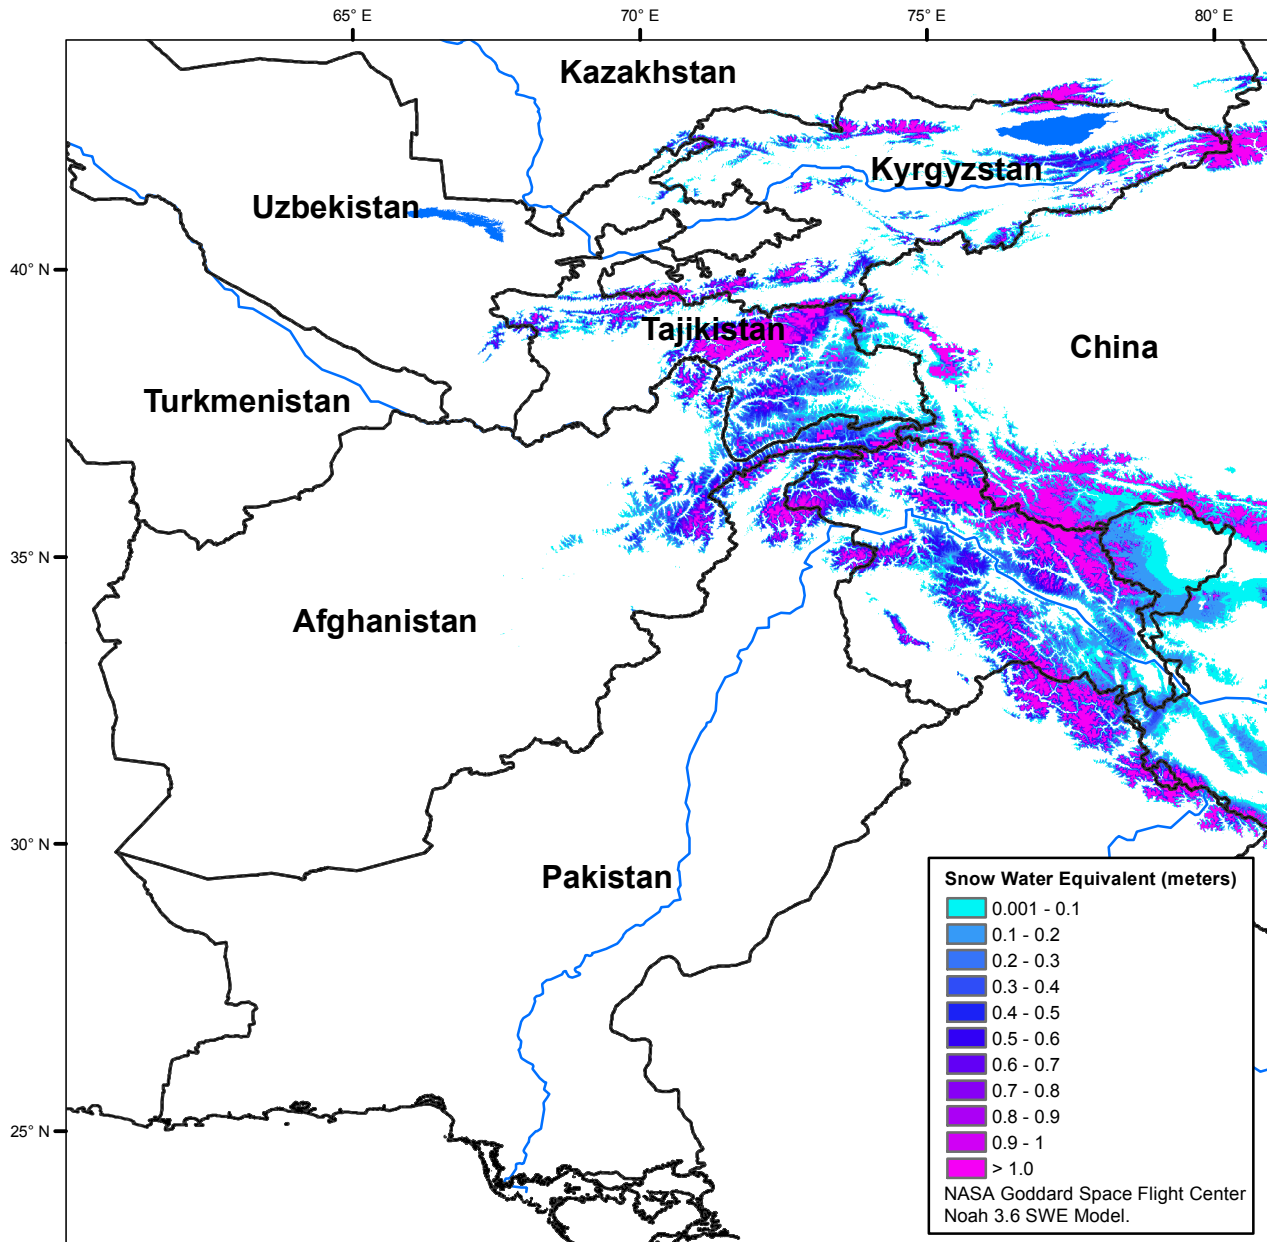 65° E
70° E
75° E
80° E
Kazakhstan
Kyrgyzstan
Uzbekistan
40° N
Tajikistan
China
Turkmenistan
35° N
Afghanistan
30° N
Pakistan
25° N
Snow Water Equivalent (meters)
0.001 - 0.1
0.1 - 0.2
0.2 - 0.3
0.3 - 0.4
0.4 - 0.5
0.5 - 0.6
0.6 - 0.7
0.7 - 0.8
0.8 - 0.9
0.9 - 1
> 1.0
NASA Goddard Space Flight Center
Noah 3.6 SWE Model.